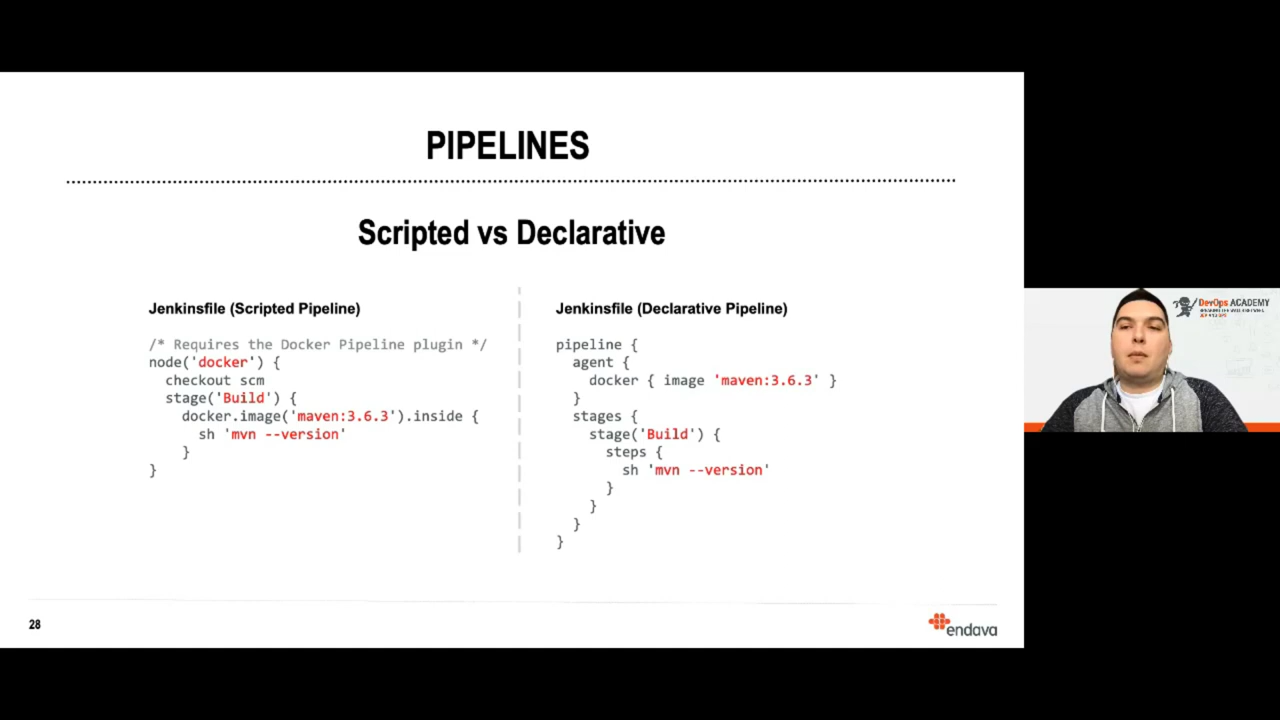 PIPELINES
Scripted vs Declarative
Jenkinsfile (Scripted Pipeline)
/* Requires the Docker Pipeline plugin */
node('docker') {
  checkout scm
  stage('Build') {
    docker.image('maven:3.6.3').inside {
      sh 'mvn --version'
    }
}
Jenkinsfile (Declarative Pipeline)
pipeline {
  agent {
    docker { image 'maven:3.6.3' }
  }
  stages {
    stage('Build') {
      steps {
        sh 'mvn --version'
      }
    }
  }
}
28
endava
DevOps ACADEMY